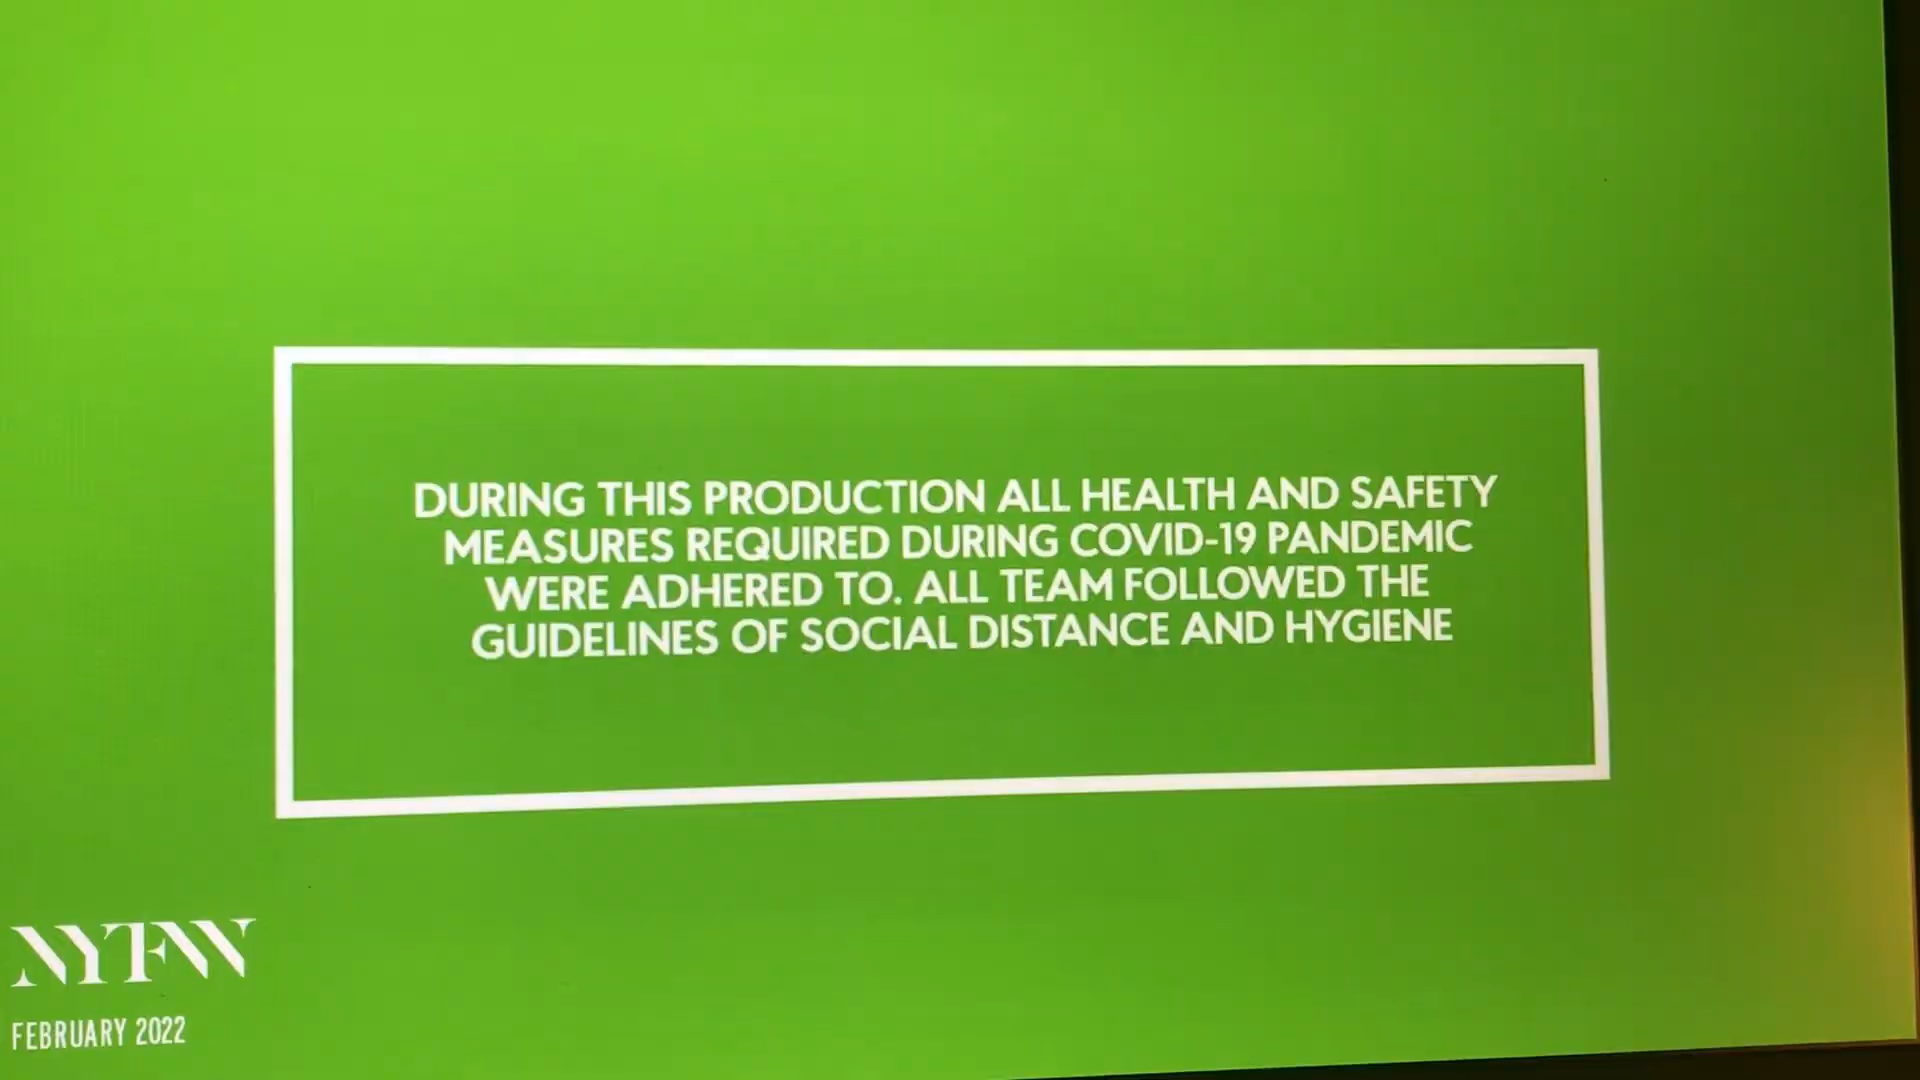 DURING THIS PRODUCTION ALL HEALTH AND SAFETY
MEASURES REQUIRED DURING COVID-19 PANDEMIC
WERE ADHERED TO. ALL TEAM FOLLOWED THE
GUIDELINES OF SOCIAL DISTANCE AND HYGIENE
NYFW
FEBRUARY 2022